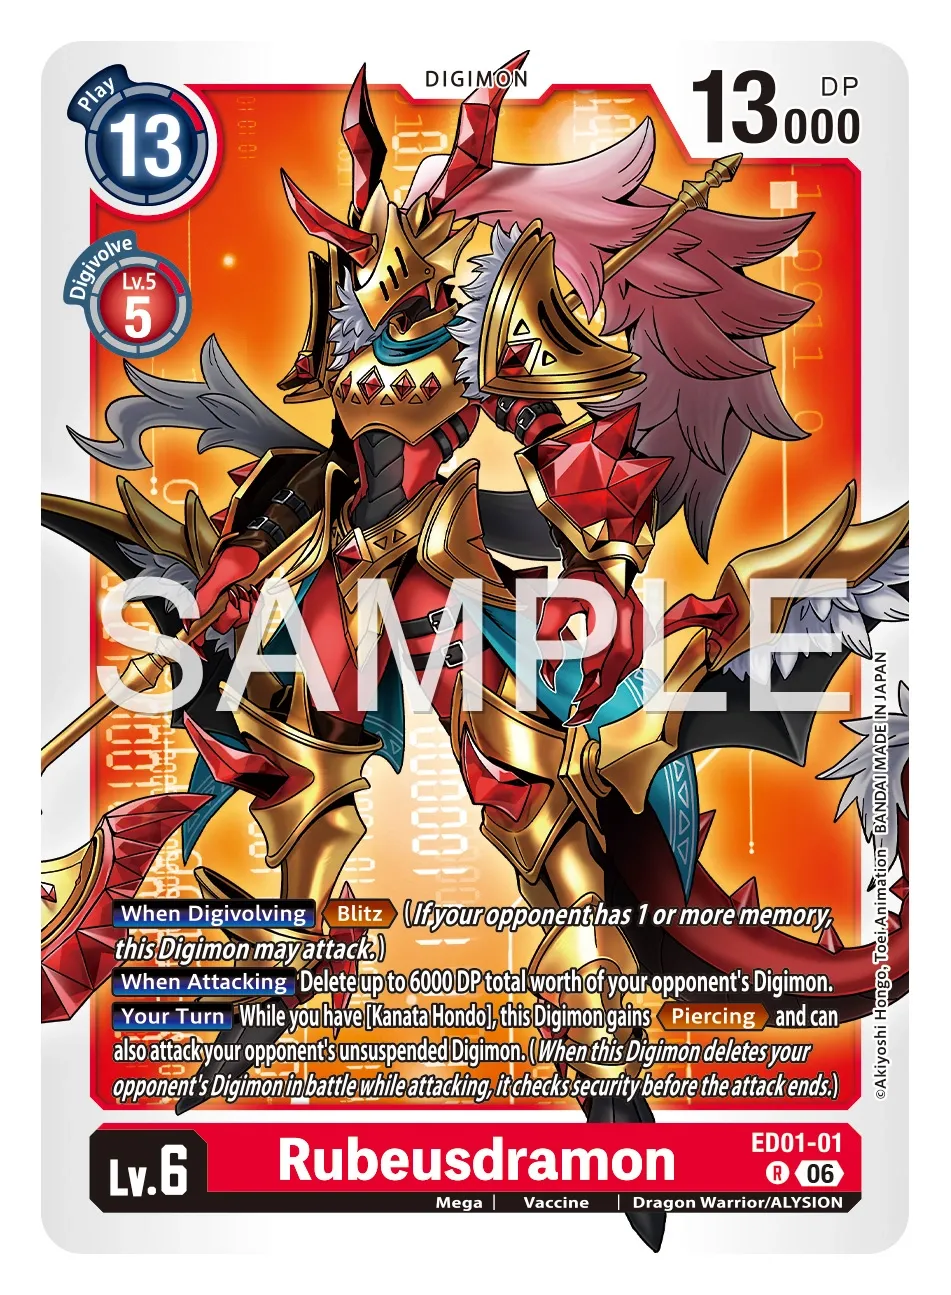 DIGIMON
Play
13
13000
DP
Digivolve
Lv.5
5
SAMPLE
When Digivolving Blitz (If your opponent has 1 or more memory,
this Digimon may attack.)
When Attacking Delete up to 6000 DP total worth of your opponent's Digimon.
Your Turn While you have [Kanata Hondo], this Digimon gains Piercing and can
also attack your opponent's unsuspended Digimon. (When this Digimon deletes your
opponent's Digimon in battle while attacking, it checks security before the attack ends.)
©Akiyoshi Hongo, Toei Animation BANDAI MADE IN JAPAN
Lv.6
Rubeusdramon
ED01-01
R 06
Mega | Vaccine | Dragon Warrior/ALYSION